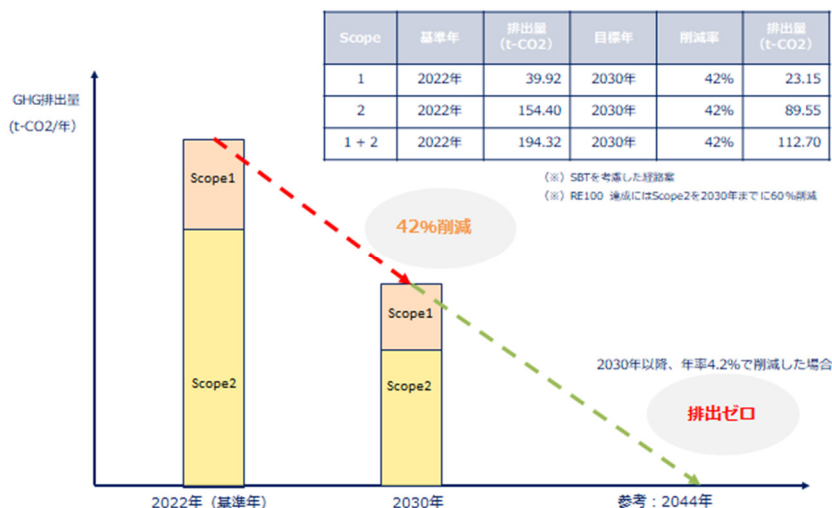 Scope 基準年 排出量（t-CO2） 目標年 削減率 排出量（t-CO2）
1 2022年 39.92 2030年 42% 23.15
2 2022年 154.40 2030年 42% 89.55
1 + 2 2022年 194.32 2030年 42% 112.70
（※）SBTを考慮した経路案
（※）RE100 達成にはScope2を2030年までに60%削減
GHG排出量
(t-CO2/年)
Scope1
Scope2
42%削減
Scope1
Scope2
2030年以降、年率4.2%で削減した場合
排出ゼロ
2022年（基準年）
2030年
参考：2044年